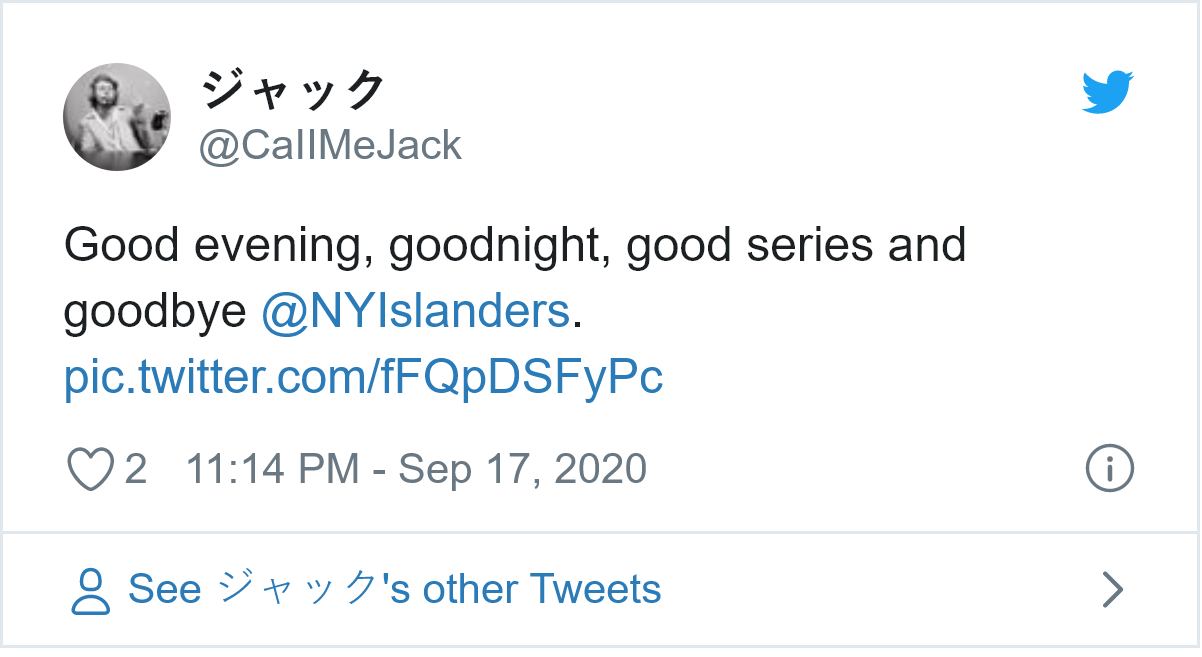 ジャック
@CaIIMeJack
Good evening, goodnight, good series and
goodbye @NYIslanders.
pic.twitter.com/fFQpDSFyPc
2 11:14 PM - Sep 17, 2020
See ジャック's other Tweets